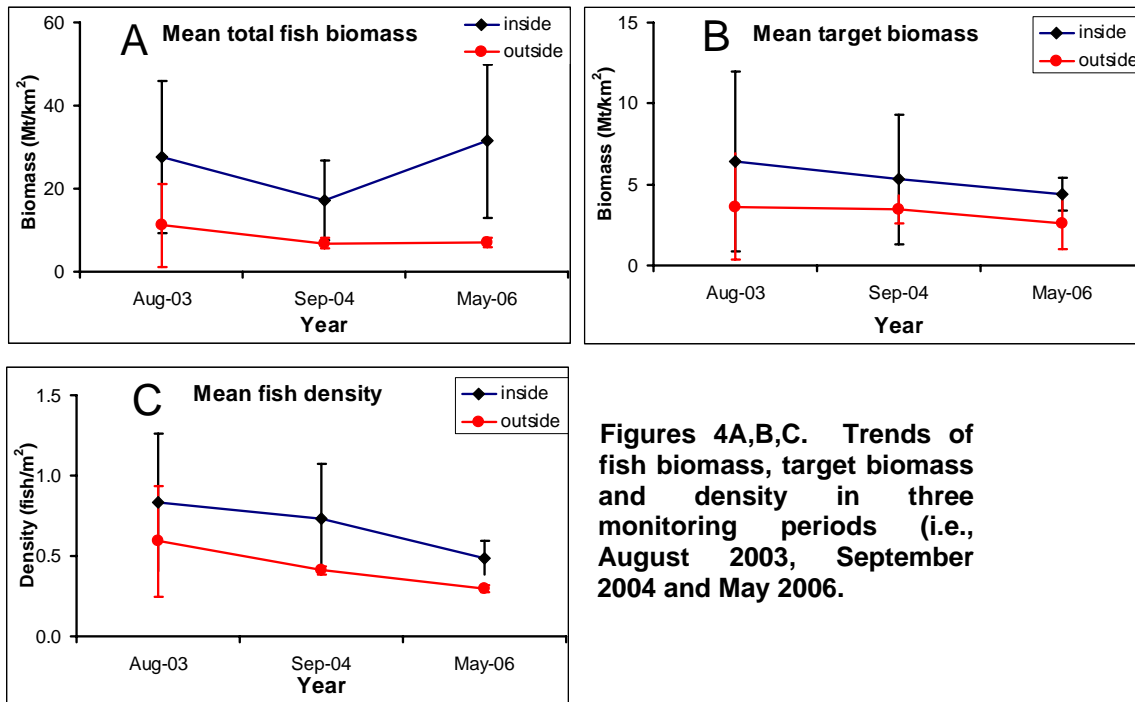 A Mean total fish biomass
inside
outside
Biomass (Mt/km²)
60
40
20
0
Aug-03 Sep-04 May-06
Year
B Mean target biomass
inside
outside
Biomass (Mt/km²)
15
10
5
0
Aug-03 Sep-04 May-06
Year
C Mean fish density
inside
outside
Density (fish/m²)
1.5
1.0
0.5
0.0
Aug-03 Sep-04 May-06
Year
Figures 4A,B,C. Trends of
fish biomass, target biomass
and density in three
monitoring periods (i.e.,
August 2003, September
2004 and May 2006.